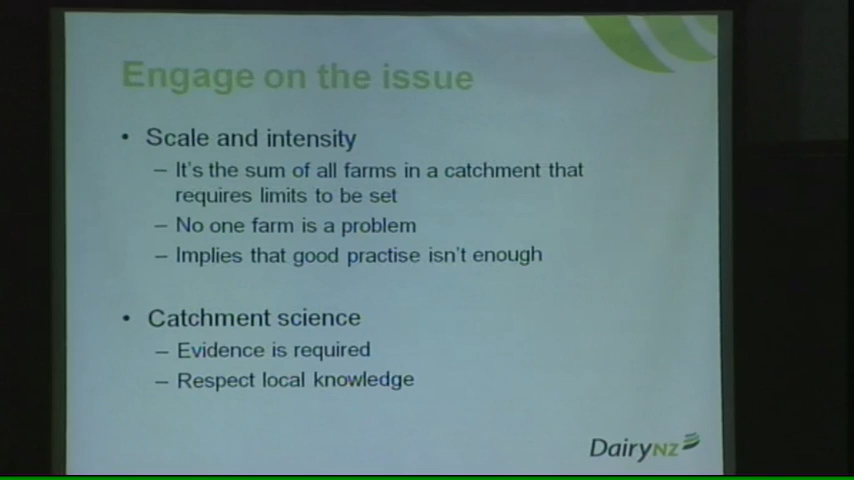 Engage on the issue
• Scale and intensity
– It's the sum of all farms in a catchment that
requires limits to be set
– No one farm is a problem
– Implies that good practise isn't enough
• Catchment science
– Evidence is required
– Respect local knowledge
DairyNZ